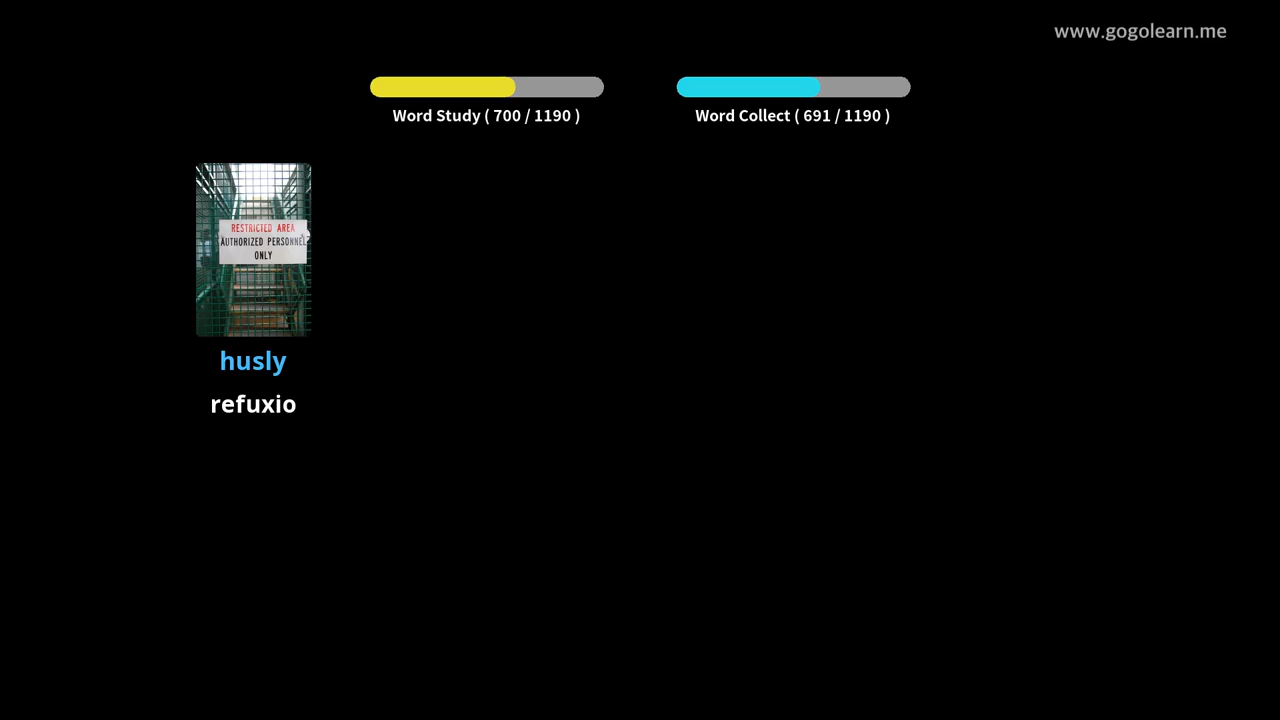 www.gogolearn.me
Word Study ( 700 / 1190 )
Word Collect ( 691 / 1190 )
RESTRICTED AREA
AUTHORIZED PERSONNEL
ONLY
husly
refuxio